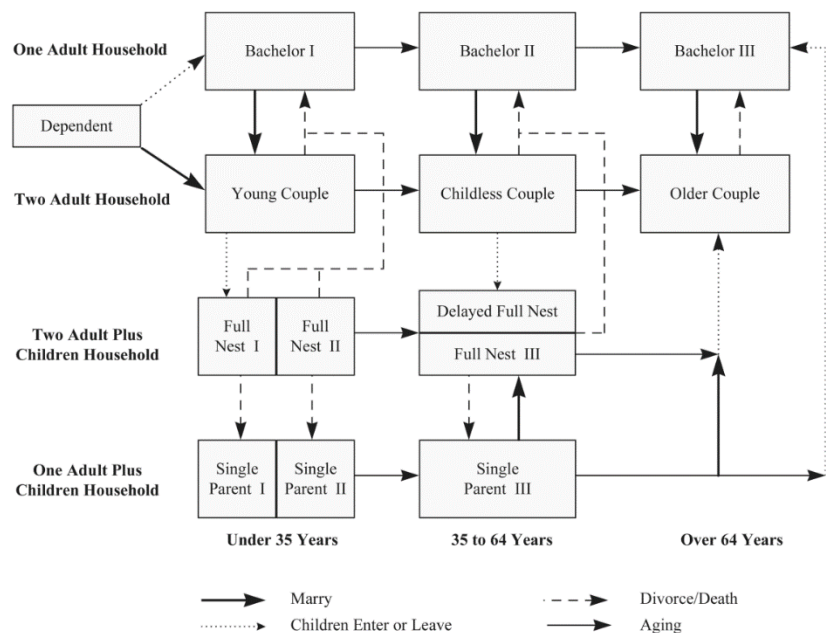 One Adult Household
Bachelor I
Bachelor II
Bachelor III
Dependent
Two Adult Household
Young Couple
Childless Couple
Older Couple
Two Adult Plus
Children Household
Full
Nest I
Full
Nest II
Delayed Full Nest
Full Nest III
One Adult Plus
Children Household
Single
Parent I
Single
Parent II
Single
Parent III
Under 35 Years
35 to 64 Years
Over 64 Years
Marry
Divorce/Death
Children Enter or Leave
Aging